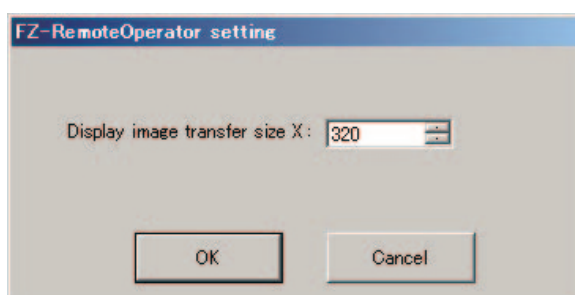 FZ-RemoteOperator setting
Display image transfer size X: 320
OK Cancel